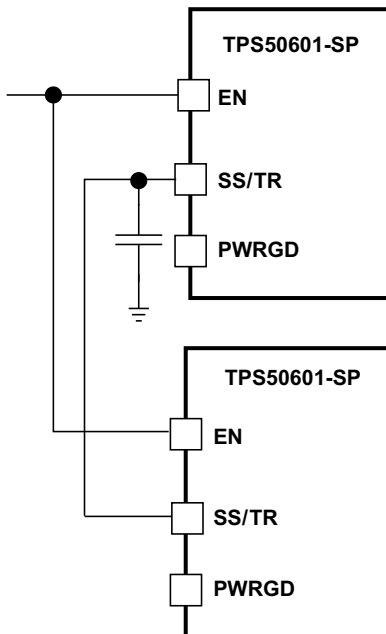 TPS50601-SP
EN
SS/TR
PWRGD
TPS50601-SP
EN
SS/TR
PWRGD